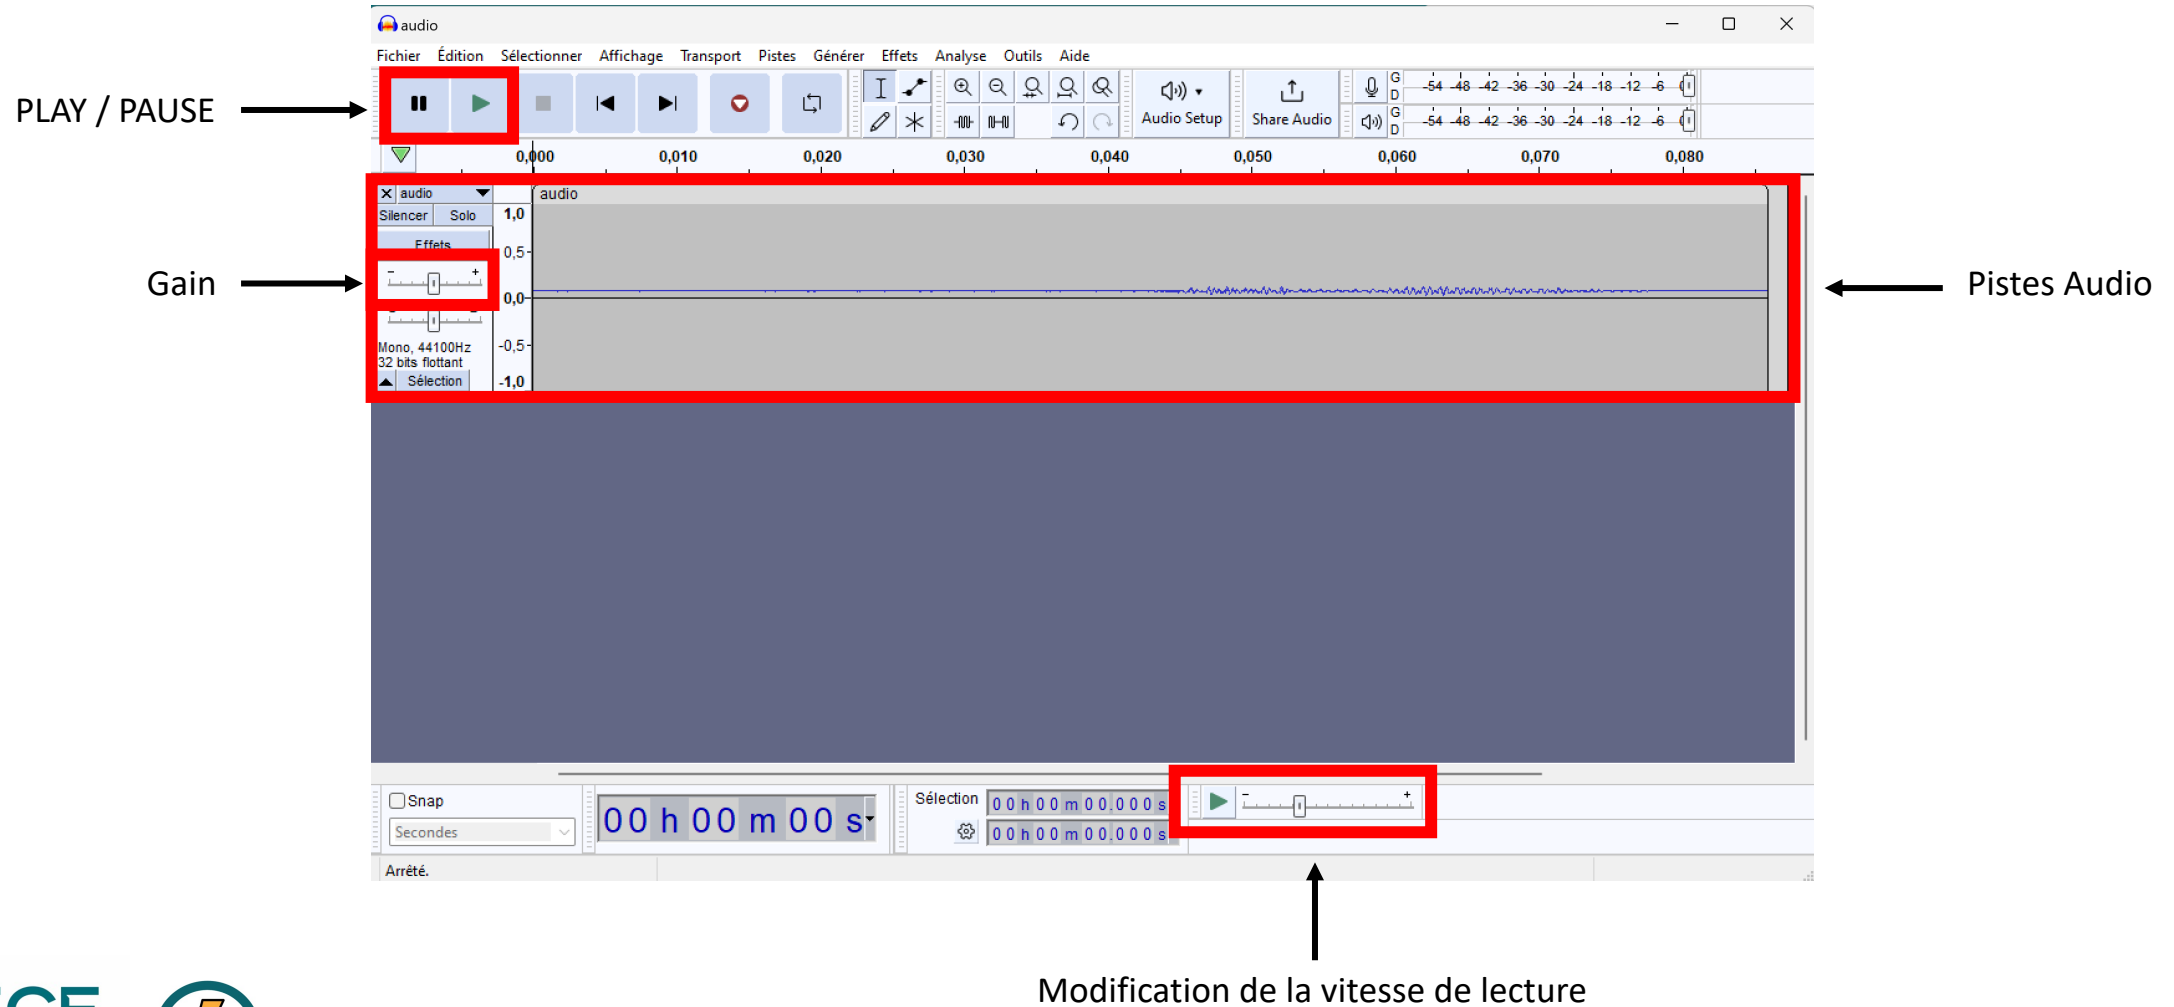 audio
Fichier Édition Sélectionner Affichage Transport Pistes Générer Effets Analyse Outils Aide
PLAY / PAUSE
Audio Setup
Share Audio
G
D
-54 -48 -42 -36 -30 -24 -18 -12 -6 0
G
D
-54 -48 -42 -36 -30 -24 -18 -12 -6 0
0,000 0,010 0,020 0,030 0,040 0,050 0,060 0,070 0,080
audio
audio
Silencer Solo
Effets
1,0
0,5
0,0
-0,5
-1,0
- +
Gain
Pistes Audio
Mono, 44100Hz
32 bits flottant
Sélection
Snap
Secondes
00 h 00 m 00 s
Sélection
00 h 00 m 00.000 s
00 h 00 m 00.000 s
- +
Arrêté.
Modification de la vitesse de lecture